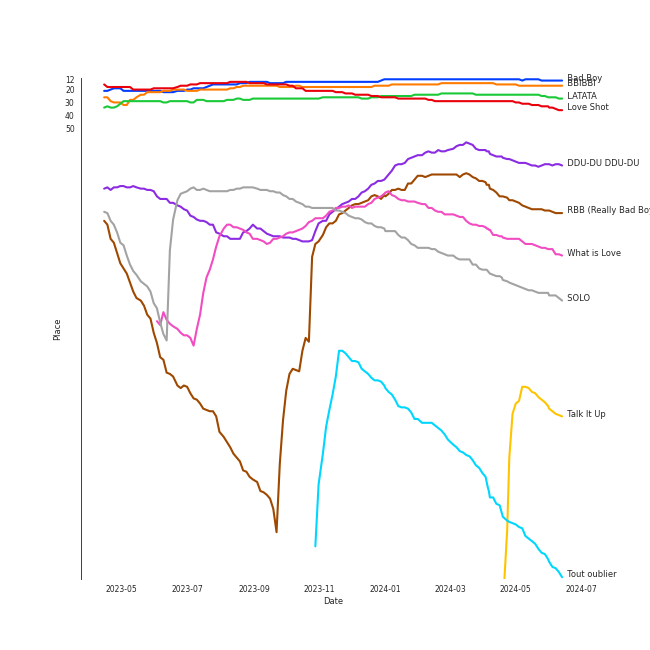 12
20
30
40
50
Bad Boy
LATATA
Love Shot
DDU-DU DDU-DU
RBB (Really Bad Boy
What is Love
SOLO
Talk It Up
Tout oublier
Place
2023-05
2023-07
2023-09
2023-11
2024-01
2024-03
2024-05
2024-07
Date